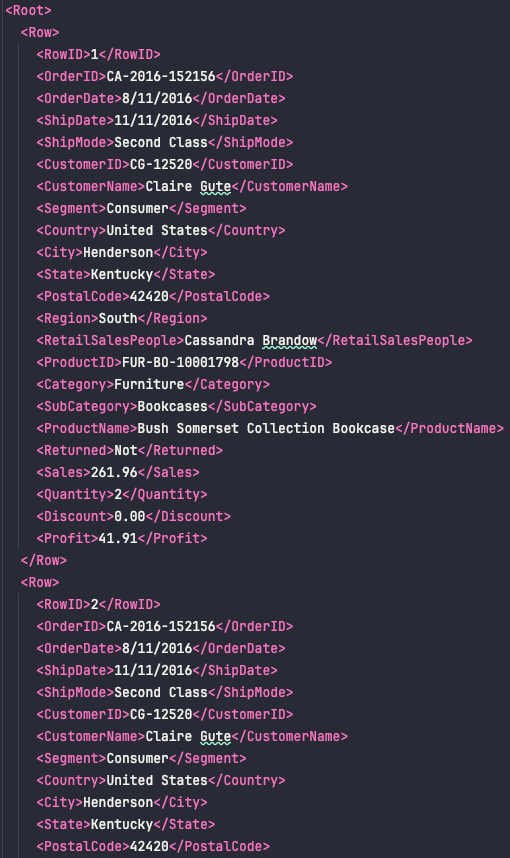 <Root>
<Row>
<RowID>1</RowID>
<OrderID>CA-2016-152156</OrderID>
<OrderDate>8/11/2016</OrderDate>
<ShipDate>11/11/2016</ShipDate>
<ShipMode>Second Class</ShipMode>
<CustomerID>CG-12520</CustomerID>
<CustomerName>Claire Gute</CustomerName>
<Segment>Consumer</Segment>
<Country>United States</Country>
<City>Henderson</City>
<State>Kentucky</State>
<PostalCode>42420</PostalCode>
<Region>South</Region>
<RetailSalesPeople>Cassandra Brandow</RetailSalesPeople>
<ProductID>FUR-BO-10001798</ProductID>
<Category>Furniture</Category>
<SubCategory>Bookcases</SubCategory>
<ProductName>Bush Somerset Collection Bookcase</ProductName>
<Returned>Not</Returned>
<Sales>261.96</Sales>
<Quantity>2</Quantity>
<Discount>0.00</Discount>
<Profit>41.91</Profit>
</Row>
<Row>
<RowID>2</RowID>
<OrderID>CA-2016-152156</OrderID>
<OrderDate>8/11/2016</OrderDate>
<ShipDate>11/11/2016</ShipDate>
<ShipMode>Second Class</ShipMode>
<CustomerID>CG-12520</CustomerID>
<CustomerName>Claire Gute</CustomerName>
<Segment>Consumer</Segment>
<Country>United States</Country>
<City>Henderson</City>
<State>Kentucky</State>
<PostalCode>42420</PostalCode>